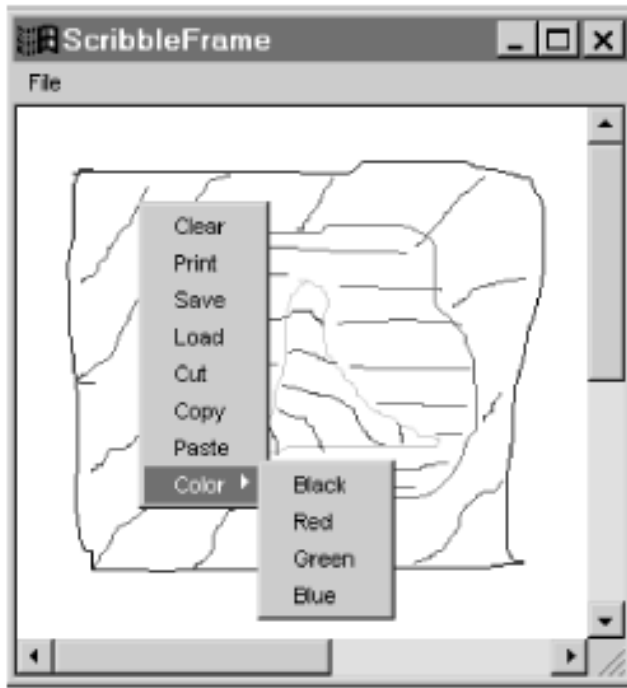 ScribbleFrame
File
Clear
Print
Save
Load
Cut
Copy
Paste
Color
Black
Red
Green
Blue